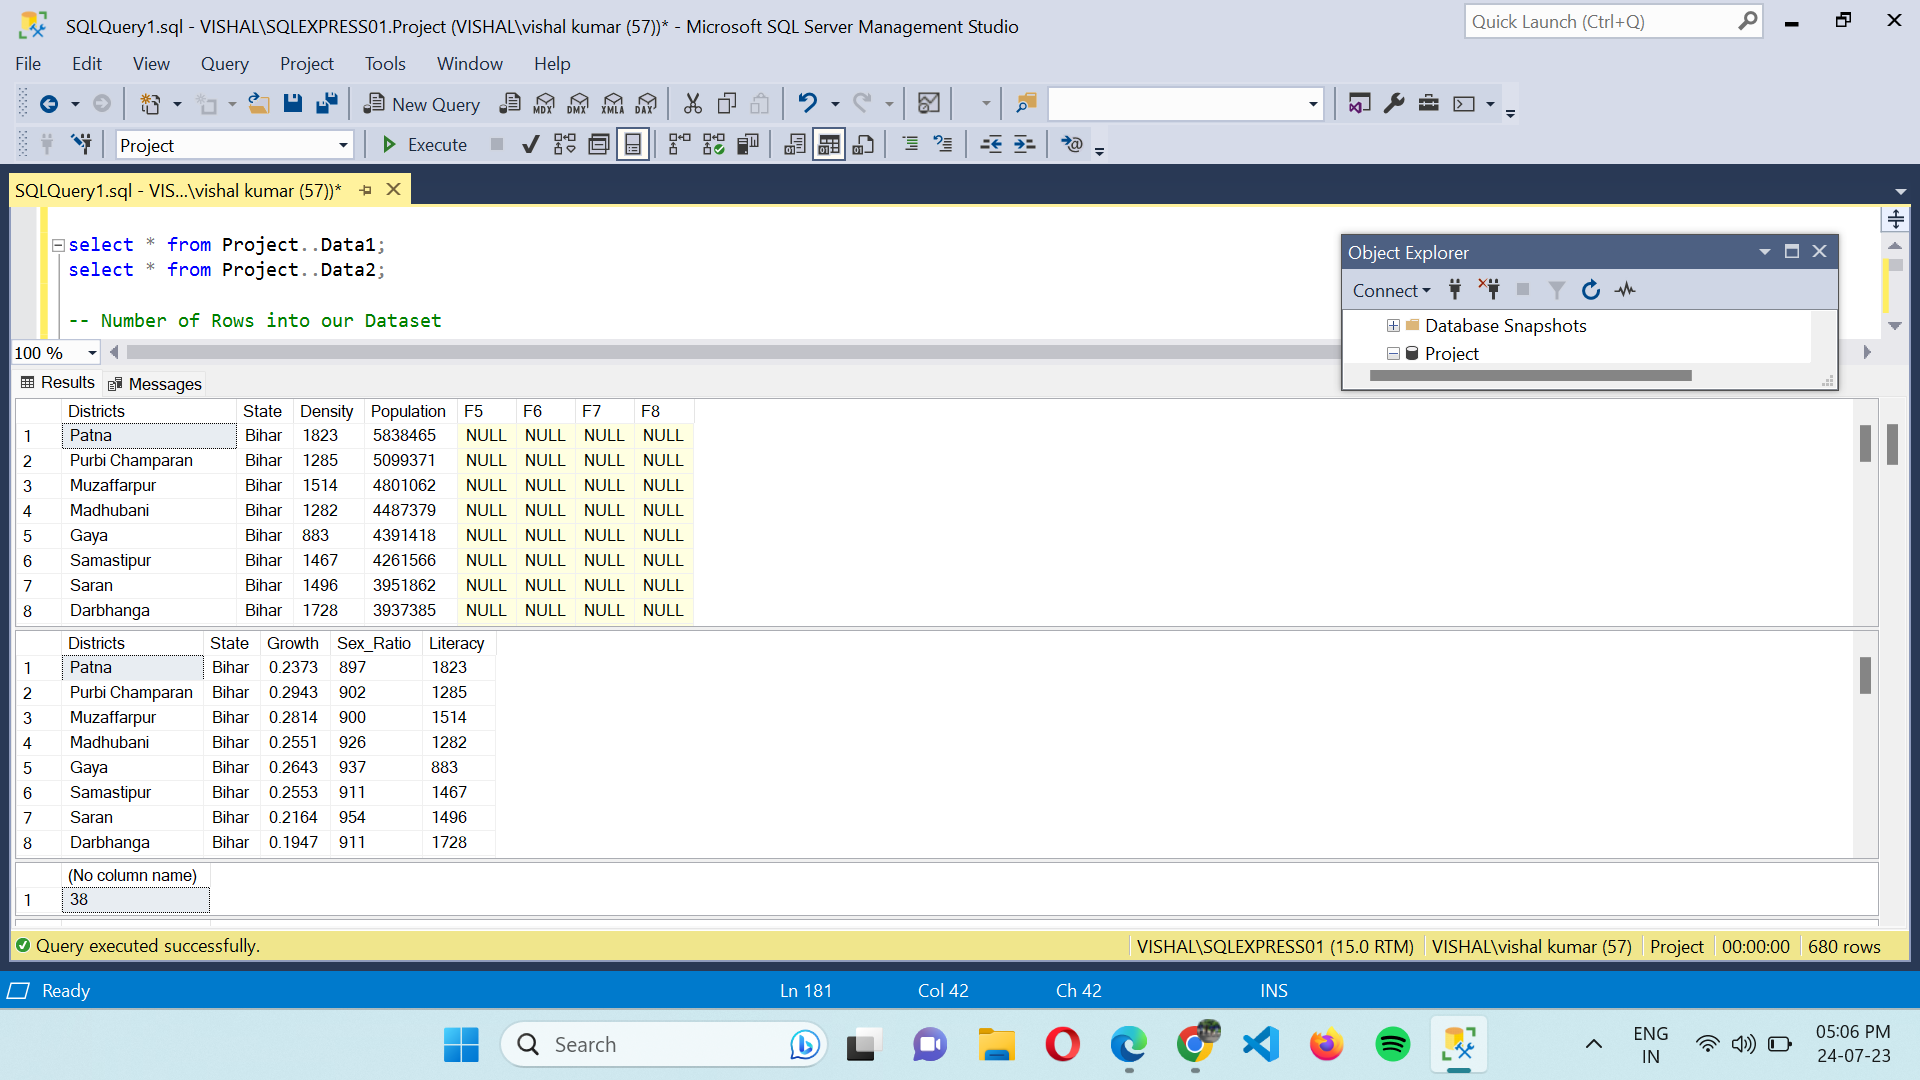 SQLQuery1.sql - VISHAL\SQLEXPRESS01.Project (VISHAL\vishal kumar (57))* - Microsoft SQL Server Management Studio
Quick Launch (Ctrl+Q)
File Edit View Query Project Tools Window Help
New Query MDX DMX XMLA DAX
Project Execute
SQLQuery1.sql - VIS...\vishal kumar (57))*
select * from Project..Data1;
select * from Project..Data2;
-- Number of Rows into our Dataset
Object Explorer
Connect
Database Snapshots
Project
100 %
Results Messages
Districts State Density Population F5 F6 F7 F8
1 Patna Bihar 1823 5838465 NULL NULL NULL NULL
2 Purbi Champaran Bihar 1285 5099371 NULL NULL NULL NULL
3 Muzaffarpur Bihar 1514 4801062 NULL NULL NULL NULL
4 Madhubani Bihar 1282 4487379 NULL NULL NULL NULL
5 Gaya Bihar 883 4391418 NULL NULL NULL NULL
6 Samastipur Bihar 1467 4261566 NULL NULL NULL NULL
7 Saran Bihar 1496 3951862 NULL NULL NULL NULL
8 Darbhanga Bihar 1728 3937385 NULL NULL NULL NULL
Districts State Growth Sex_Ratio Literacy
1 Patna Bihar 0.2373 897 1823
2 Purbi Champaran Bihar 0.2943 902 1285
3 Muzaffarpur Bihar 0.2814 900 1514
4 Madhubani Bihar 0.2551 926 1282
5 Gaya Bihar 0.2643 937 883
6 Samastipur Bihar 0.2553 911 1467
7 Saran Bihar 0.2164 954 1496
8 Darbhanga Bihar 0.1947 911 1728
(No column name)
1 38
Query executed successfully. VISHAL\SQLEXPRESS01 (15.0 RTM) VISHAL\vishal kumar (57) Project 00:00:00 680 rows
Ready Ln 181 Col 42 Ch 42 INS
Search
ENG
IN
05:06 PM
24-07-23